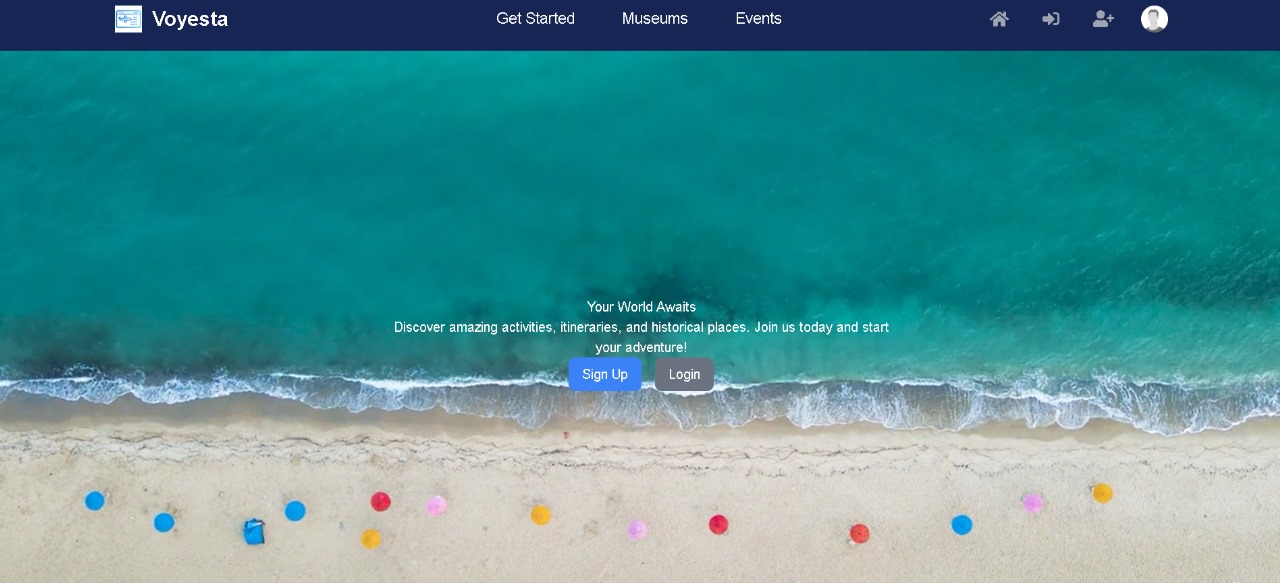 Voyesta
Get Started
Museums
Events
Your World Awaits
Discover amazing activities, itineraries, and historical places. Join us today and start
your adventure!
Sign Up
Login